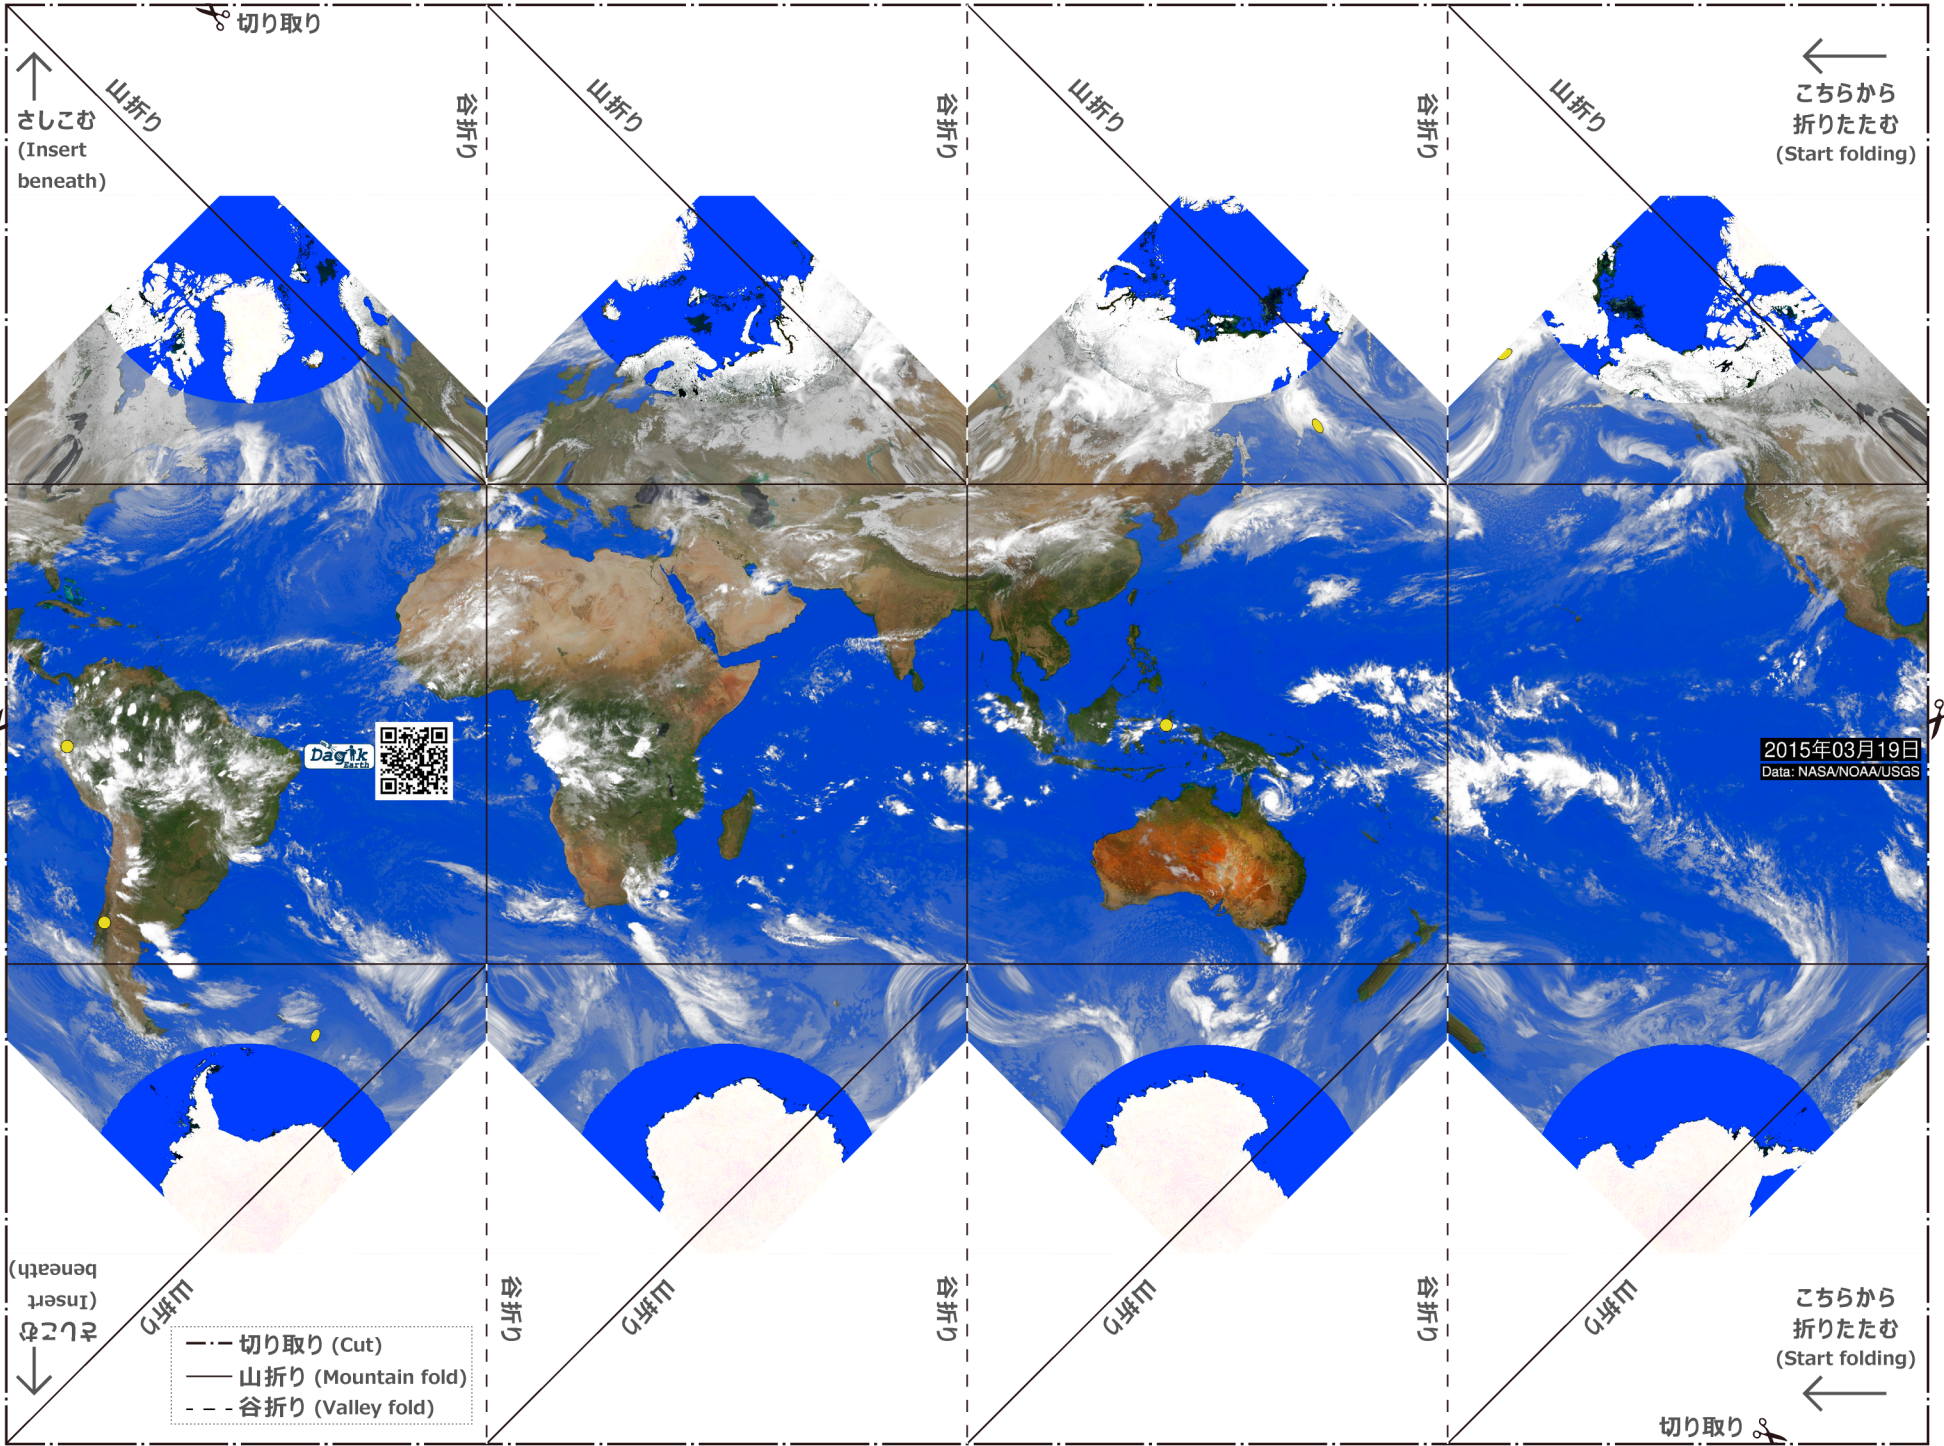 切り取り
さしこむ
(Insert
beneath)
山折り
谷折り
山折り
谷折り
山折り
谷折り
山折り
こちらから
折りたたむ
(Start folding)
Dagik
Earth
2015年03月19日
Data: NASA/NOAA/USGS
さしこむ
(Insert
beneath)
山折り
谷折り
山折り
谷折り
山折り
谷折り
山折り
こちらから
折りたたむ
(Start folding)
切り取り (Cut)
山折り (Mountain fold)
谷折り (Valley fold)
切り取り